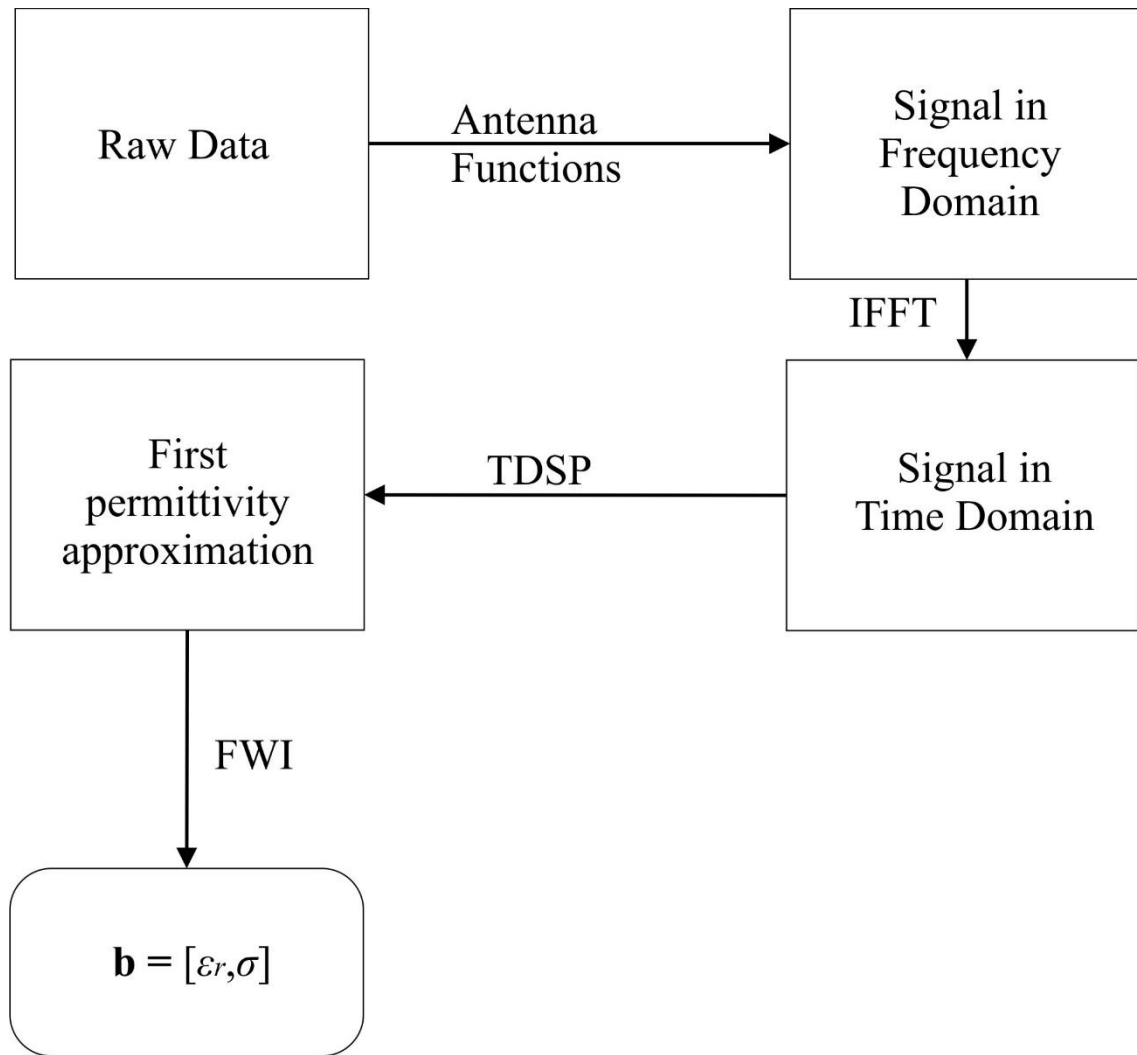 Raw Data
Antenna
Functions
Signal in
Frequency
Domain
IFFT
Signal in
Time Domain
TDSP
First
permittivity
approximation
FWI
b = [εr,σ]